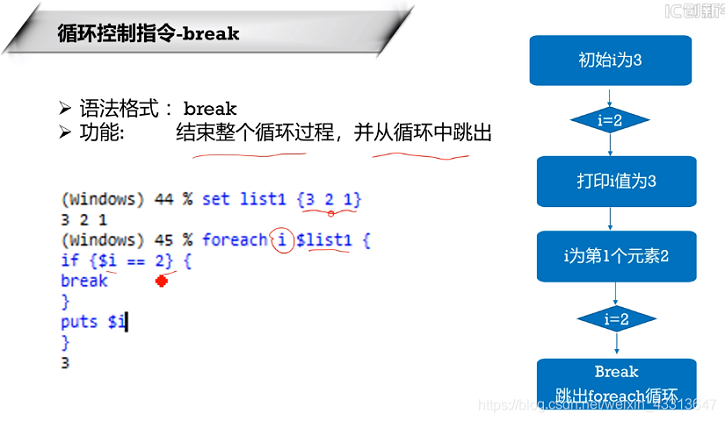 循环控制指令-break
➢ 语法格式 ：break
➢ 功能: 结束整个循环过程，并从循环中跳出
(Windows) 44 % set list1 {3 2 1}
3 2 1
(Windows) 45 % foreach i $list1 {
if {$i == 2} {
break
}
puts $i
}
3
初始i为3
i=2
打印i值为3
i为第1个元素2
i=2
Break
跳出foreach循环
https://blog.csdn.net/weixin_43313647